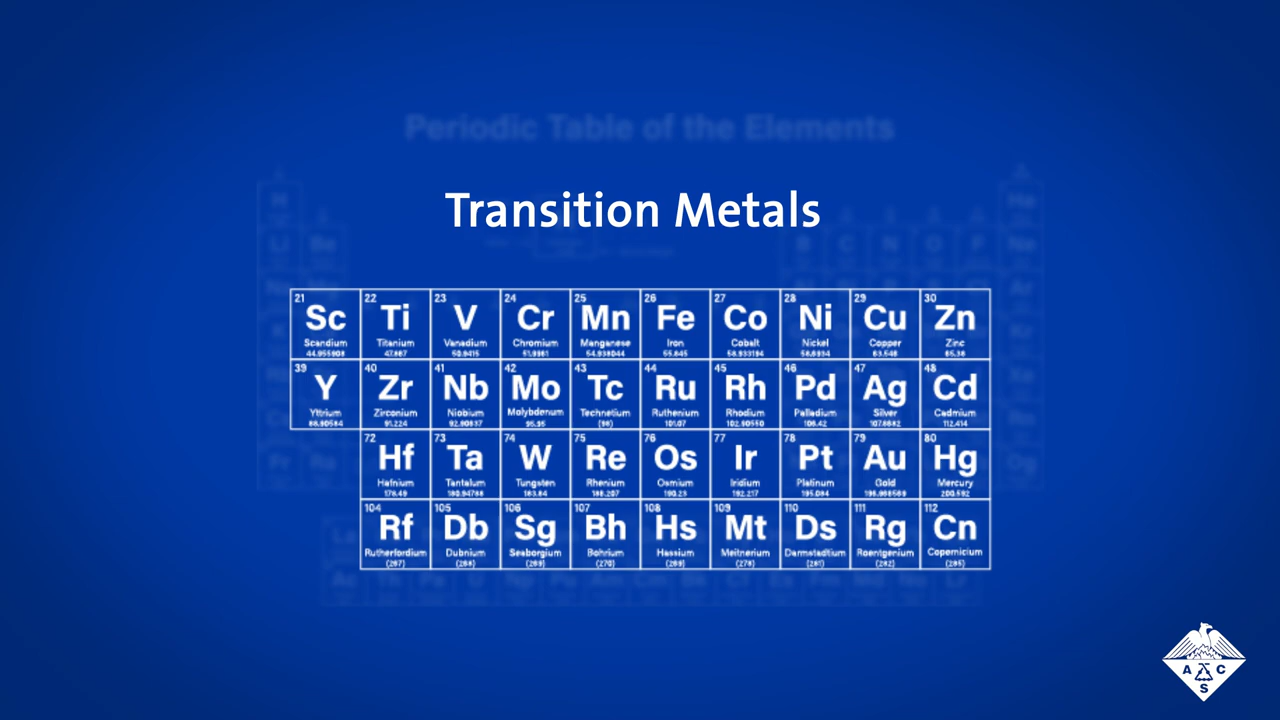 Periodic Table of the Elements
Transition Metals
21 22 23 24 25 26 27 28 29 30
Sc Ti V Cr Mn Fe Co Ni Cu Zn
Scandium Titanium Vanadium Chromium Manganese Iron Cobalt Nickel Copper Zinc
44.955908 47.867 50.9415 51.9961 54.938044 55.845 58.933194 58.6934 63.546 65.38
39 40 41 42 43 44 45 46 47 48
Y Zr Nb Mo Tc Ru Rh Pd Ag Cd
Yttrium Zirconium Niobium Molybdenum Technetium Ruthenium Rhodium Palladium Silver Cadmium
88.90584 91.224 92.90637 95.95 (98) 101.07 102.90550 106.42 107.8682 112.414
72 73 74 75 76 77 78 79 80
Hf Ta W Re Os Ir Pt Au Hg
Hafnium Tantalum Tungsten Rhenium Osmium Iridium Platinum Gold Mercury
178.49 180.94788 183.84 186.207 190.23 192.217 195.084 196.966569 200.592
104 105 106 107 108 109 110 111 112
Rf Db Sg Bh Hs Mt Ds Rg Cn
Rutherfordium Dubnium Seaborgium Bohrium Hassium Meitnerium Darmstadtium Roentgenium Copernicium
(267) (268) (269) (270) (269) (278) (281) (282) (285)
A C
S